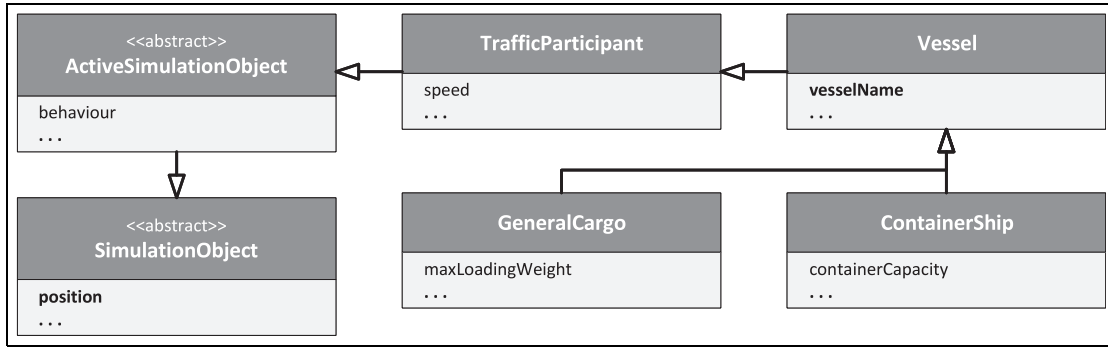 <<abstract>>
ActiveSimulationObject
behaviour
...
TrafficParticipant
speed
...
Vessel
vesselName
...
<<abstract>>
SimulationObject
position
...
GeneralCargo
maxLoadingWeight
...
ContainerShip
containerCapacity
...